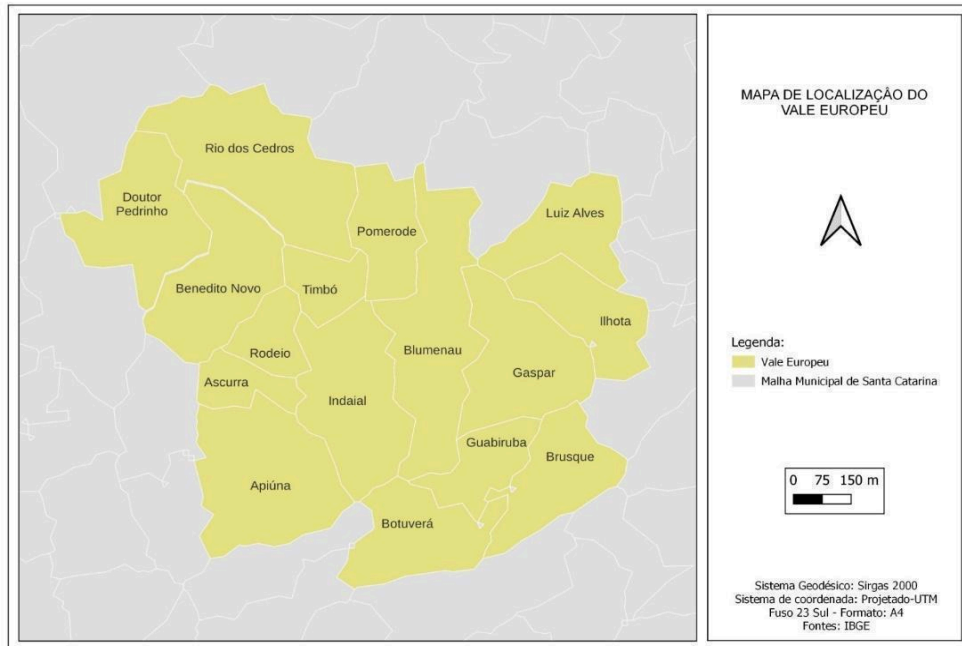 Rio dos Cedros
Doutor
Pedrinho
Pomerode
Luiz Alves
Benedito Novo
Timbó
Ilhota
Rodeio
Blumenau
Ascurra
Gaspar
Indaial
Guabiruba
Brusque
Apiúna
Botuverá
MAPA DE LOCALIZAÇÃO DO
VALE EUROPEU
Legenda:
Vale Europeu
Malha Municipal de Santa Catarina
0 75 150 m
Sistema Geodésico: Sirgas 2000
Sistema de coordenada: Projetado-UTM
Fuso 23 Sul - Formato: A4
Fontes: IBGE